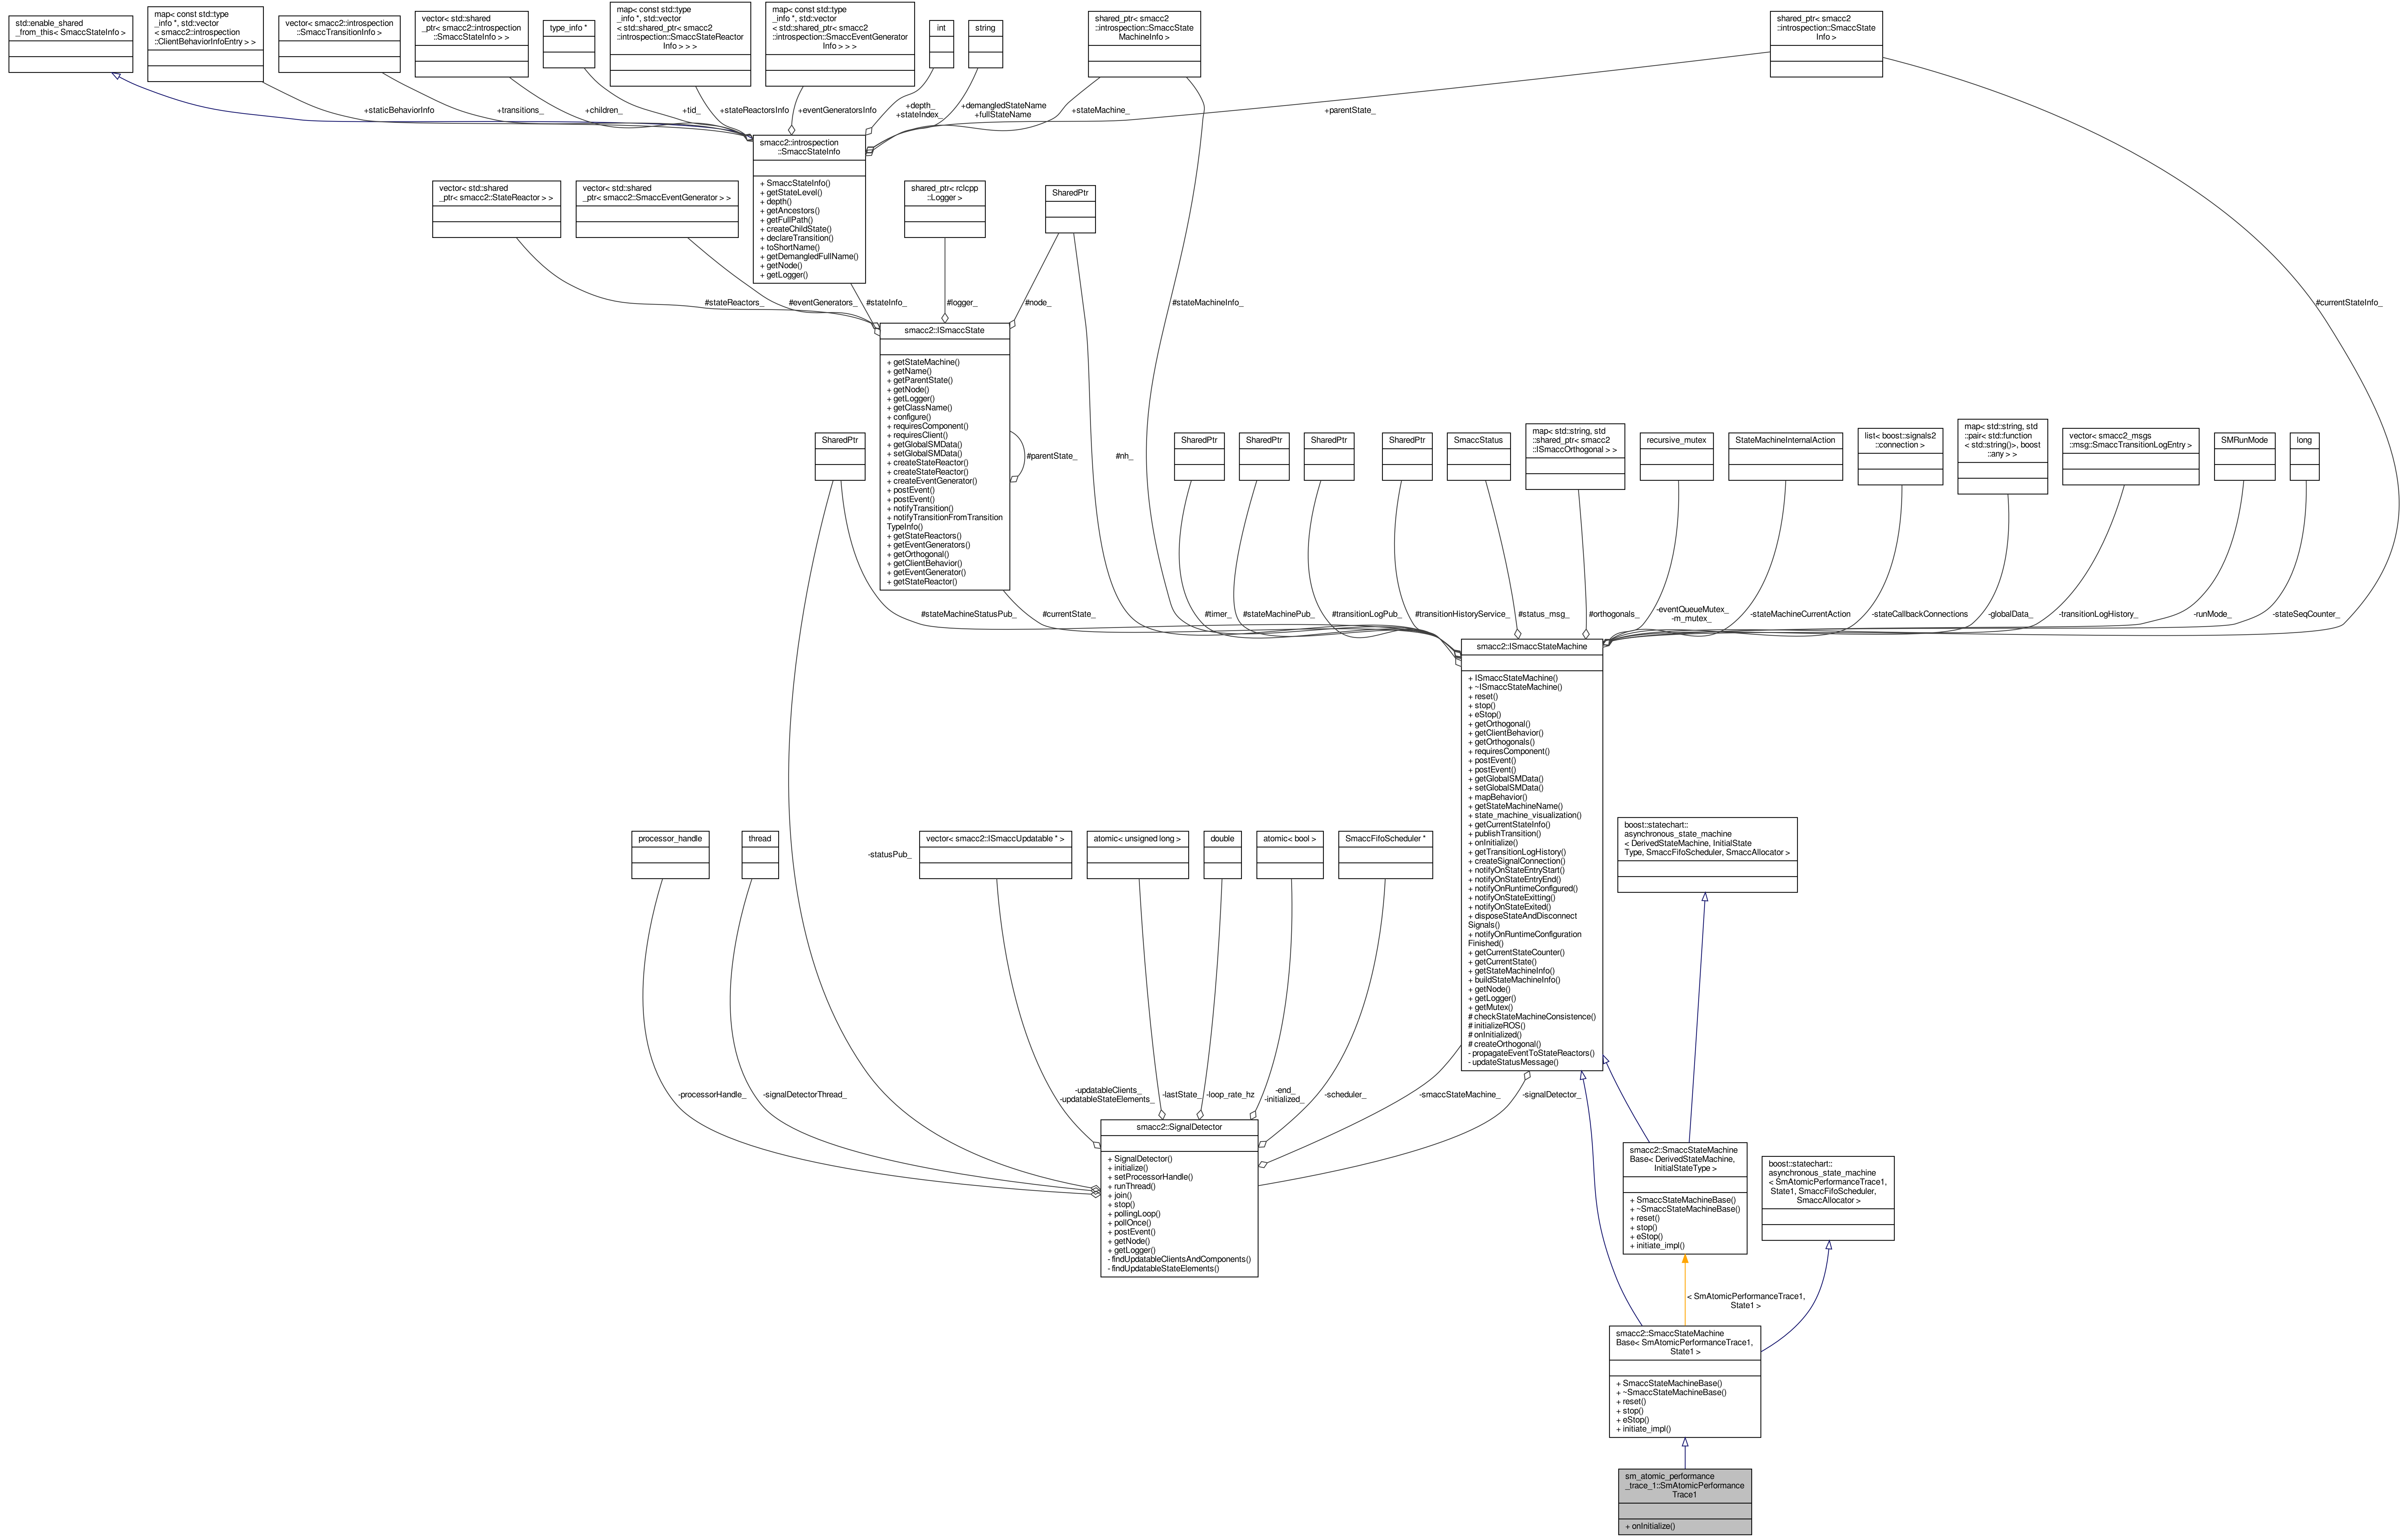 std::enable_shared
_from_this< SmaccStateInfo >
map< const std::type
_info *, std::vector
< smacc2::introspection
::ClientBehaviorInfoEntry > >
vector< smacc2::introspection
::SmaccTransitionInfo >
vector< std::shared
_ptr< smacc2::introspection
::SmaccStateInfo > >
type_info *
map< const std::type
_info *, std::vector
< std::shared_ptr< smacc2
::introspection::SmaccStateReactor
Info > > >
map< const std::type
_info *, std::vector
< std::shared_ptr< smacc2
::introspection::SmaccEventGenerator
Info > > >
int
string
shared_ptr< smacc2
::introspection::SmaccState
MachineInfo >
shared_ptr< smacc2
::introspection::SmaccState
Info >
+staticBehaviorInfo
+transitions_
+children_
+tid_
+stateReactorsInfo
+eventGeneratorsInfo
+depth_
+stateIndex_
+demangledStateName
+fullStateName
+stateMachine_
+parentState_
smacc2::introspection
::SmaccStateInfo
+ SmaccStateInfo()
+ getStateLevel()
+ depth()
+ getAncestors()
+ getFullPath()
+ createChildState()
+ declareTransition()
+ toShortName()
+ getDemangledFullName()
+ getNode()
+ getLogger()
vector< std::shared
_ptr< smacc2::StateReactor > >
vector< std::shared
_ptr< smacc2::SmaccEventGenerator > >
shared_ptr< rclcpp
::Logger >
SharedPtr
#stateReactors_
#eventGenerators_
#stateInfo_
#logger_
#node_
#stateMachineInfo_
#currentStateInfo_
smacc2::ISmaccState
+ getStateMachine()
+ getName()
+ getParentState()
+ getNode()
+ getLogger()
+ getClassName()
+ configure()
+ requiresComponent()
+ requiresClient()
+ getGlobalSMData()
+ setGlobalSMData()
+ createStateReactor()
+ createStateReactor()
+ createEventGenerator()
+ postEvent()
+ postEvent()
+ notifyTransition()
+ notifyTransitionFromTransition
TypeInfo()
+ getStateReactors()
+ getEventGenerators()
+ getOrthogonal()
+ getClientBehavior()
+ getEventGenerator()
+ getStateReactor()
#parentState_
#nh_
SharedPtr
SharedPtr
SharedPtr
SharedPtr
SharedPtr
SmaccStatus
map< std::string, std
::shared_ptr< smacc2
::ISmaccOrthogonal > >
recursive_mutex
StateMachineInternalAction
list< boost::signals2
::connection >
map< std::string, std
::pair< std::function
< std::string()>, boost
::any > >
vector< smacc2_msgs
::msg::SmaccTransitionLogEntry >
SMRunMode
long
#stateMachineStatusPub_
#currentState_
#timer_
#stateMachinePub_
#transitionLogPub_
#transitionHistoryService_
#status_msg_
#orthogonals_
-eventQueueMutex_
-m_mutex_
-stateMachineCurrentAction
-stateCallbackConnections
-globalData_
-transitionLogHistory_
-runMode_
-stateSeqCounter_
smacc2::ISmaccStateMachine
+ ISmaccStateMachine()
+ ~ISmaccStateMachine()
+ reset()
+ stop()
+ eStop()
+ getOrthogonal()
+ getClientBehavior()
+ getOrthogonals()
+ requiresComponent()
+ postEvent()
+ postEvent()
+ getGlobalSMData()
+ setGlobalSMData()
+ mapBehavior()
+ getStateMachineName()
+ state_machine_visualization()
+ getCurrentStateInfo()
+ publishTransition()
+ onInitialize()
+ getTransitionLogHistory()
+ createSignalConnection()
+ notifyOnStateEntryStart()
+ notifyOnStateEntryEnd()
+ notifyOnRuntimeConfigured()
+ notifyOnStateExitting()
+ notifyOnStateExited()
+ disposeStateAndDisconnect
Signals()
+ notifyOnRuntimeConfiguration
Finished()
+ getCurrentStateCounter()
+ getCurrentState()
+ getStateMachineInfo()
+ buildStateMachineInfo()
+ getNode()
+ getLogger()
+ getMutex()
# checkStateMachineConsistence()
# initializeROS()
# onInitialized()
# createOrthogonal()
- propagateEventToStateReactors()
- updateStatusMessage()
processor_handle
thread
-statusPub_
vector< smacc2::ISmaccUpdatable * >
atomic< unsigned long >
double
atomic< bool >
SmaccFifoScheduler *
boost::statechart::
asynchronous_state_machine
< DerivedStateMachine, InitialState
Type, SmaccFifoScheduler, SmaccAllocator >
-processorHandle_
-signalDetectorThread_
-updatableClients_
-updatableStateElements_
-lastState_
-loop_rate_hz
-end_
-initialized_
-scheduler_
-smaccStateMachine_
-signalDetector_
smacc2::SignalDetector
+ SignalDetector()
+ initialize()
+ setProcessorHandle()
+ runThread()
+ join()
+ stop()
+ pollingLoop()
+ pollOnce()
+ postEvent()
+ getNode()
+ getLogger()
- findUpdatableClientsAndComponents()
- findUpdatableStateElements()
smacc2::SmaccStateMachine
Base< DerivedStateMachine,
InitialStateType >
+ SmaccStateMachineBase()
+ ~SmaccStateMachineBase()
+ reset()
+ stop()
+ eStop()
+ initiate_impl()
boost::statechart::
asynchronous_state_machine
< SmAtomicPerformanceTrace1,
State1, SmaccFifoScheduler,
SmaccAllocator >
< SmAtomicPerformanceTrace1,
State1 >
smacc2::SmaccStateMachine
Base< SmAtomicPerformanceTrace1,
State1 >
+ SmaccStateMachineBase()
+ ~SmaccStateMachineBase()
+ reset()
+ stop()
+ eStop()
+ initiate_impl()
sm_atomic_performance
_trace_1::SmAtomicPerformance
Trace1
+ onInitialize()